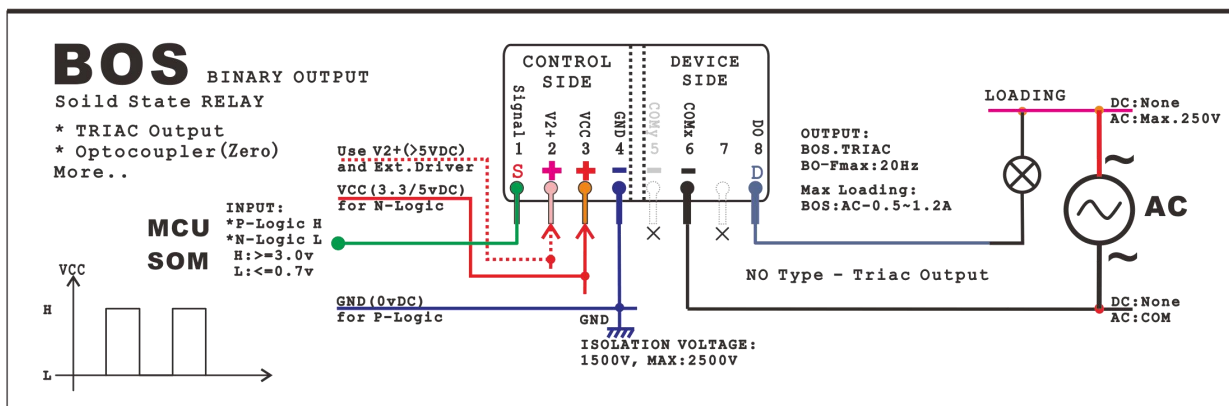 BOS BINARY OUTPUT
Soild State RELAY
* TRIAC Output
* Optocoupler(Zero)
More..
Use V2+(>5VDC)
and Ext.Driver
VCC(3.3/5vDC)
for N-Logic
MCU
SOM
INPUT:
*P-Logic H
*N-Logic L
H:>=3.0v
L:<=0.7v
VCC
H
L
GND(0vDC)
for P-Logic
CONTROL
SIDE
DEVICE
SIDE
Signal 1
V2+ 2
VCC 3
GND 4
COMy 5
COMx 6
7
DO 8
S
D
GND
ISOLATION VOLTAGE:
1500V, MAX:2500V
OUTPUT:
BOS.TRIAC
BO-Fmax:20Hz
Max Loading:
BOS:AC-0.5~1.2A
NO Type - Triac Output
LOADING
DC:None
AC:Max.250V
AC
DC:None
AC:COM